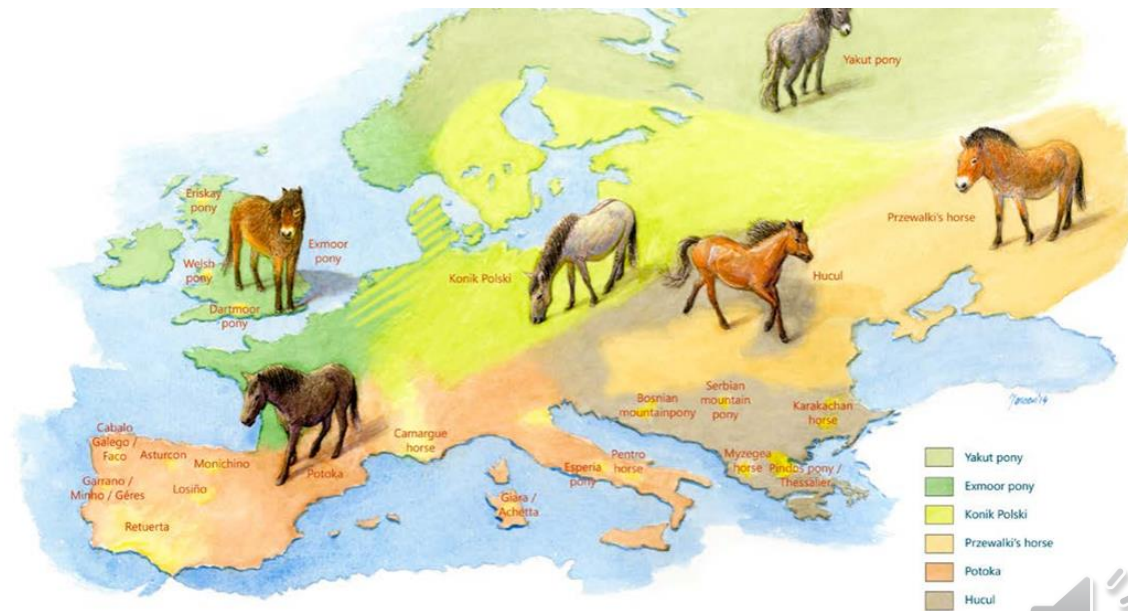 Yakut pony
Przewalki's horse
Eriskay
pony
Exmoor
pony
Welsh
pony
Dartmoor
pony
Konik Polski
Hucul
Bosnian
mountainpony
Serbian
mountain
pony
Karakachan
horse
Cabalo
Galego /
Faco
Asturcon
Monichino
Potoka
Camargue
horse
Garrano /
Minho / Géres
Losiño
Retuerta
Esperia
pony
Pentro
horse
Giara /
Achetta
Myzegea
horse
Pindos pony /
Thessalier
Yakut pony
Exmoor pony
Konik Polski
Przewalki's horse
Potoka
Hucul